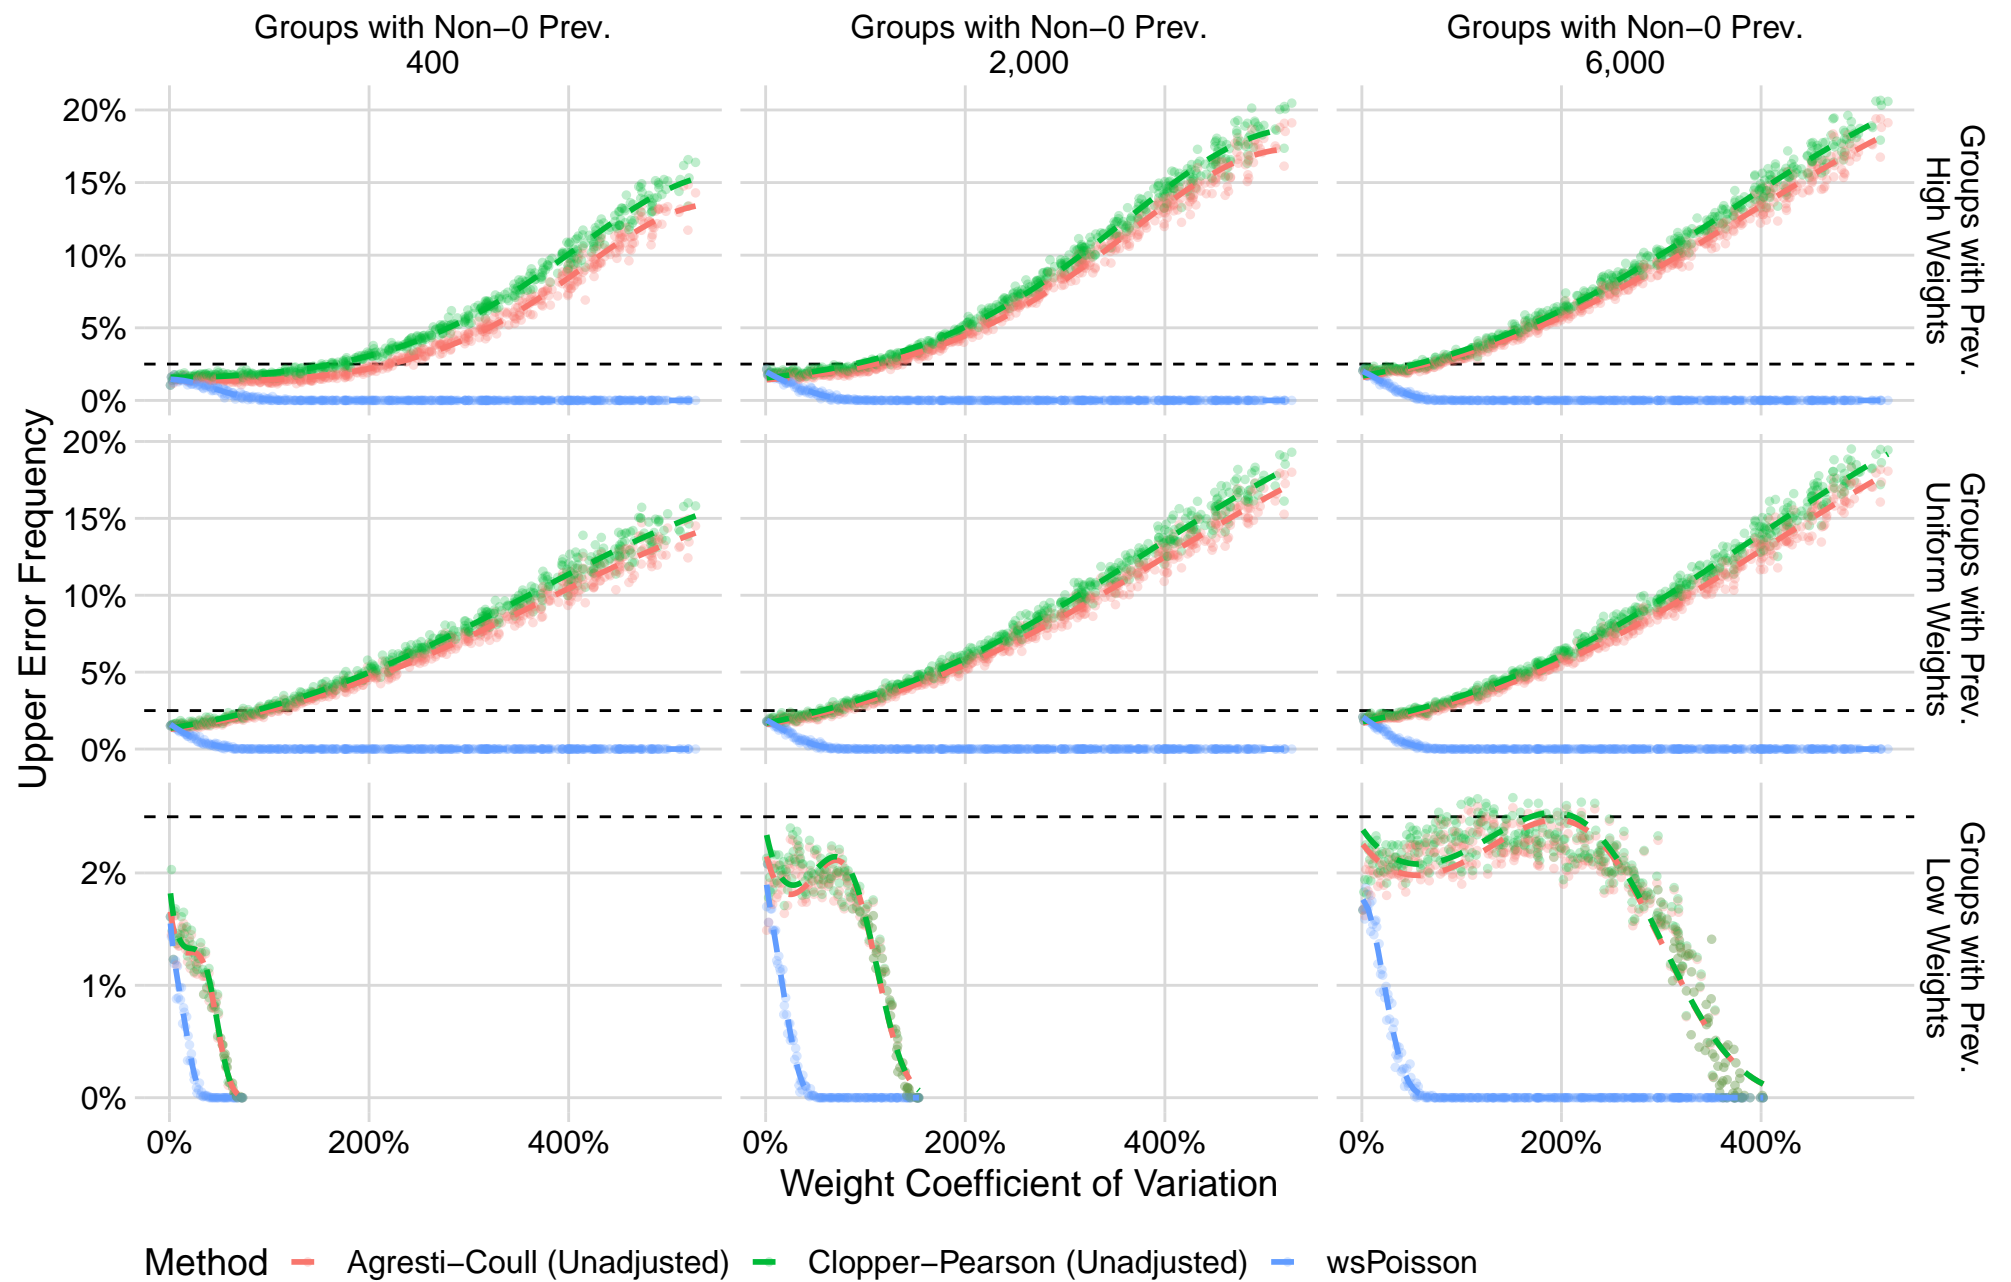 Groups with Non−0 Prev.
400
Groups with Non−0 Prev.
2,000
Groups with Non−0 Prev.
6,000
Upper Error Frequency
20%
15%
10%
5%
0%
Groups with Prev.
High Weights
20%
15%
10%
5%
0%
Groups with Prev.
Uniform Weights
2%
1%
0%
Groups with Prev.
Low Weights
0%
200%
400%
0%
200%
400%
0%
200%
400%
Weight Coefficient of Variation
Method Agresti−Coull (Unadjusted) Clopper−Pearson (Unadjusted) wsPoisson